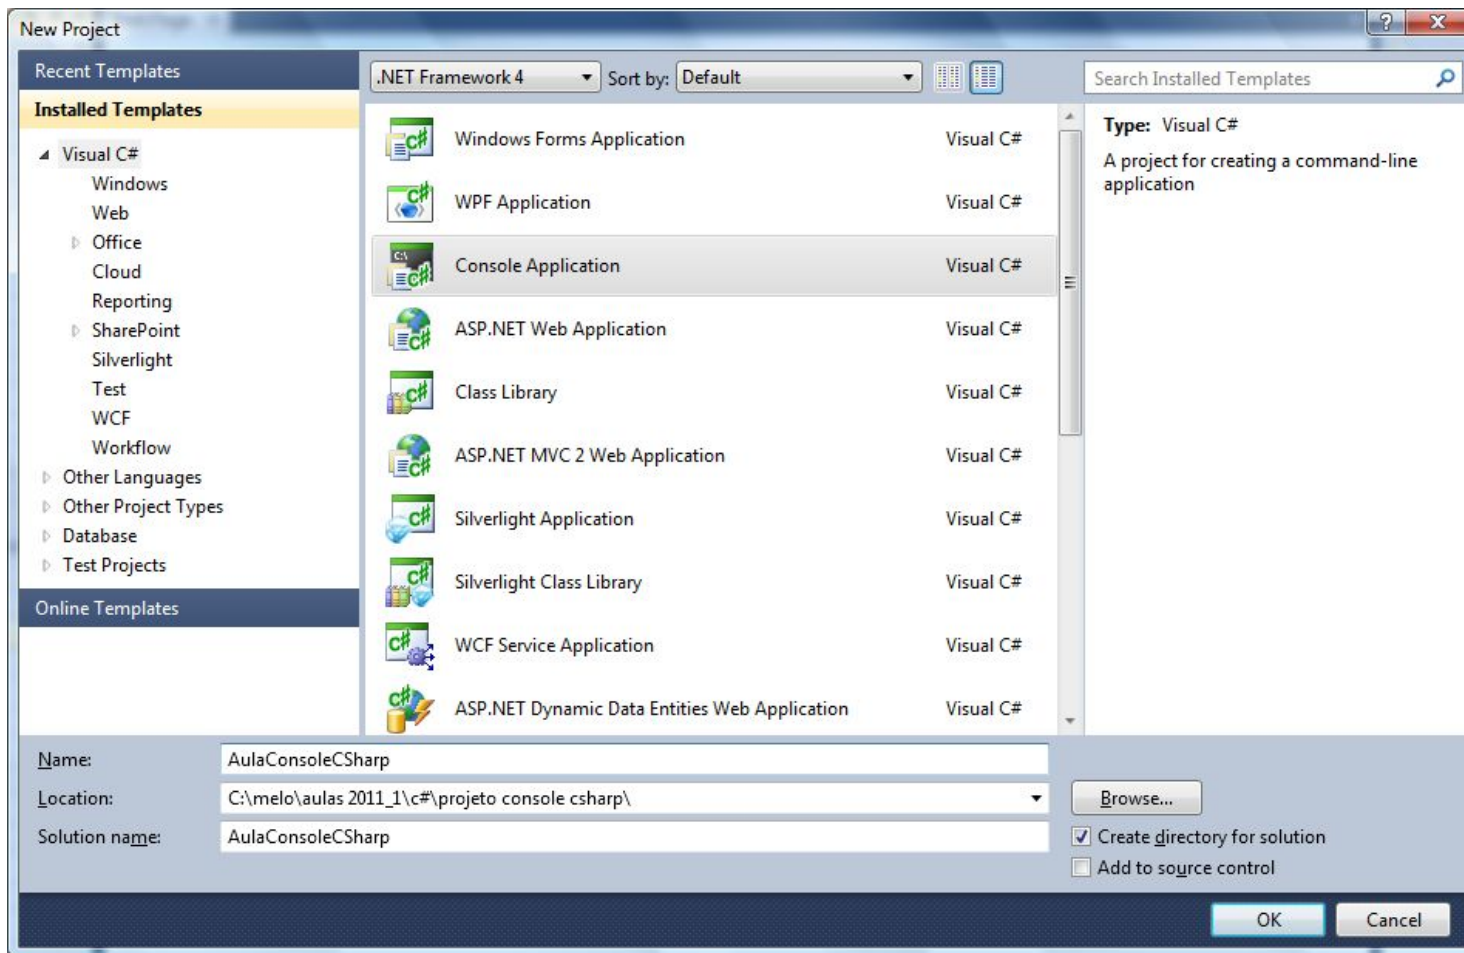 New Project
Recent Templates
Installed Templates
Visual C#
Windows
Web
Office
Cloud
Reporting
SharePoint
Silverlight
Test
WCF
Workflow
Other Languages
Other Project Types
Database
Test Projects
Online Templates
.NET Framework 4 Sort by: Default
Windows Forms Application Visual C#
WPF Application Visual C#
Console Application Visual C#
ASP.NET Web Application Visual C#
Class Library Visual C#
ASP.NET MVC 2 Web Application Visual C#
Silverlight Application Visual C#
Silverlight Class Library Visual C#
WCF Service Application Visual C#
ASP.NET Dynamic Data Entities Web Application Visual C#
Search Installed Templates
Type: Visual C#
A project for creating a command-line
application
Name: AulaConsoleCSharp
Location: C:\melo\aulas 2011_1\c#\projeto console csharp\ Browse...
Solution name: AulaConsoleCSharp
Create directory for solution
Add to source control
OK Cancel